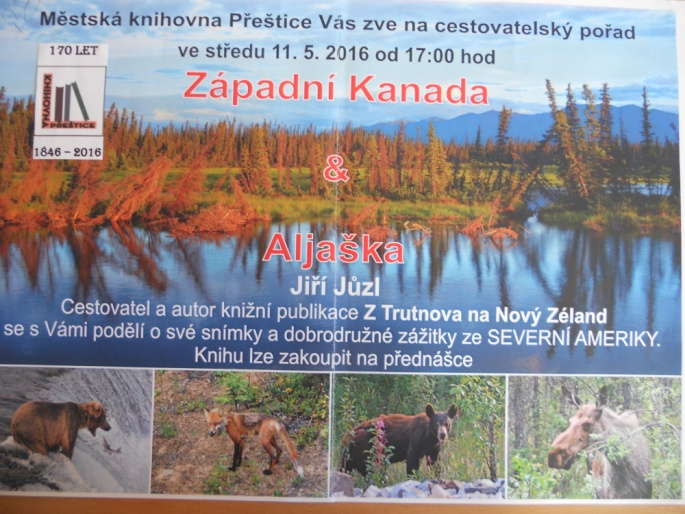 Městská knihovna Přeštice Vás zve na cestovatelský pořad
ve středu 11. 5. 2016 od 17:00 hod
170 LET
KNIHOVNA
PŘEŠTICE
1846 – 2016
Západní Kanada
&
Aljaška
Jiří Jůzl
Cestovatel a autor knižní publikace Z Trutnova na Nový Zéland
se s Vámi podělí o své snímky a dobrodružné zážitky ze SEVERNÍ AMERIKY.
Knihu lze zakoupit na přednášce